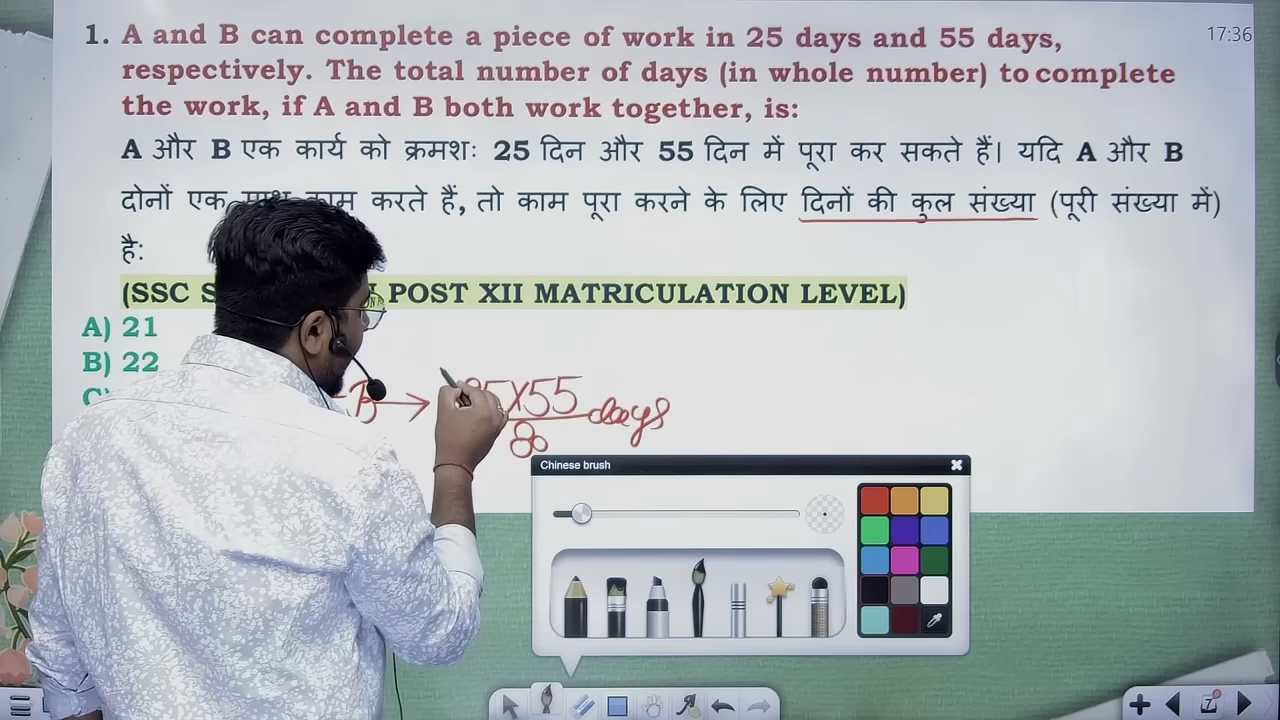 1. A and B can complete a piece of work in 25 days and 55 days,
17:36
respectively. The total number of days (in whole number) to complete
the work, if A and B both work together, is:
A और B एक कार्य को क्रमशः 25 दिन और 55 दिन में पूरा कर सकते हैं। यदि A और B
दोनों एक साथ काम करते हैं, तो काम पूरा करने के लिए दिनों की कुल संख्या (पूरी संख्या में)
है:
(SSC POST XII MATRICULATION LEVEL)
A) 21
B) 22
B → 25X55
80 days
Chinese brush